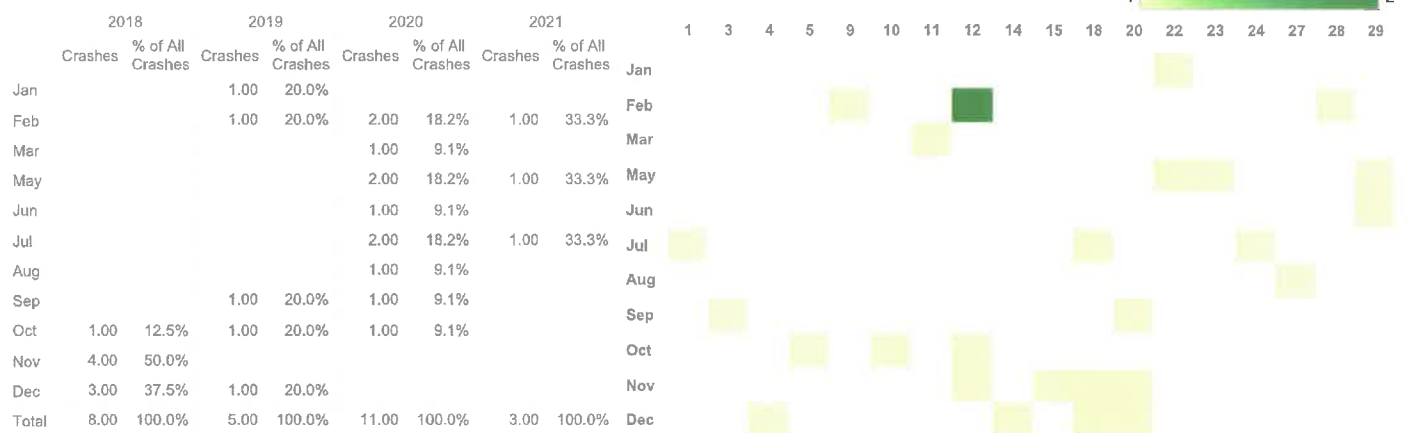 2018 2019 2020 2021
Crashes % of All Crashes Crashes % of All Crashes Crashes % of All Crashes Crashes % of All Crashes
Jan 1.00 20.0%
Feb 1.00 20.0% 2.00 18.2% 1.00 33.3%
Mar 1.00 9.1%
May 2.00 18.2% 1.00 33.3%
Jun 1.00 9.1%
Jul 2.00 18.2% 1.00 33.3%
Aug 1.00 9.1%
Sep 1.00 20.0% 1.00 9.1%
Oct 1.00 12.5% 1.00 20.0% 1.00 9.1%
Nov 4.00 50.0%
Dec 3.00 37.5% 1.00 20.0%
Total 8.00 100.0% 5.00 100.0% 11.00 100.0% 3.00 100.0%
1 3 4 5 9 10 11 12 14 15 18 20 22 23 24 27 28 29
Jan
Feb
Mar
May
Jun
Jul
Aug
Sep
Oct
Nov
Dec